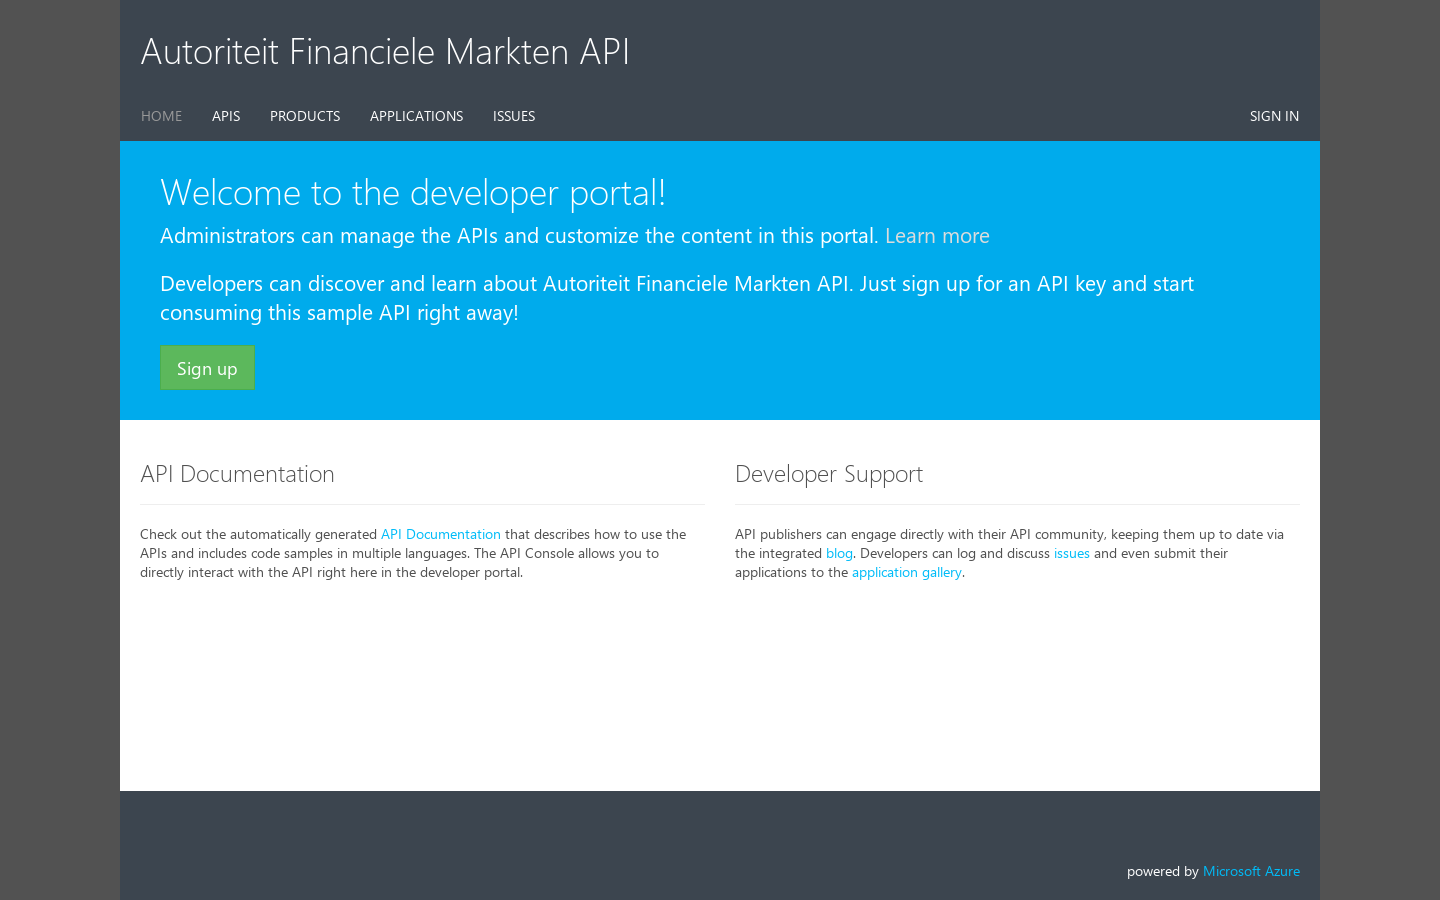 Autoriteit Financiele Markten API
HOME APIS PRODUCTS APPLICATIONS ISSUES SIGN IN
Welcome to the developer portal!
Administrators can manage the APIs and customize the content in this portal. Learn more
Developers can discover and learn about Autoriteit Financiele Markten API. Just sign up for an API key and start
consuming this sample API right away!
Sign up
API Documentation
Check out the automatically generated API Documentation that describes how to use the
APIs and includes code samples in multiple languages. The API Console allows you to
directly interact with the API right here in the developer portal.
Developer Support
API publishers can engage directly with their API community, keeping them up to date via
the integrated blog. Developers can log and discuss issues and even submit their
applications to the application gallery.
powered by Microsoft Azure